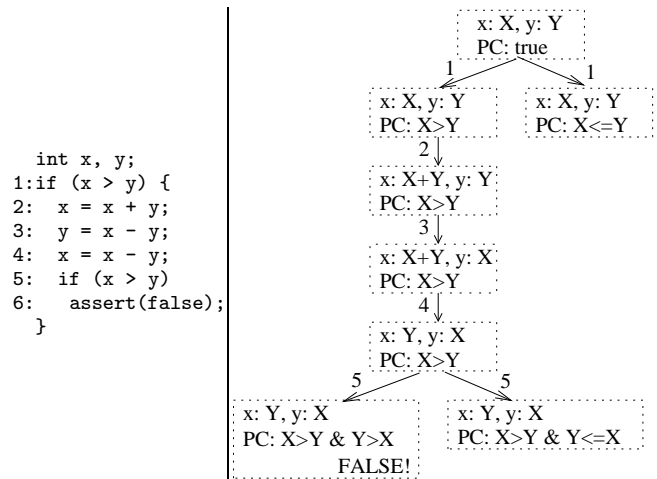 int x, y;
1:if (x > y) {
2:  x = x + y;
3:  y = x - y;
4:  x = x - y;
5:  if (x > y)
6:    assert(false);
}
x: X, y: Y
PC: true
1
1
x: X, y: Y
PC: X>Y
x: X, y: Y
PC: X<=Y
2
x: X+Y, y: Y
PC: X>Y
3
x: X+Y, y: X
PC: X>Y
4
x: Y, y: X
PC: X>Y
5
5
x: Y, y: X
PC: X>Y & Y>X
FALSE!
x: Y, y: X
PC: X>Y & Y<=X